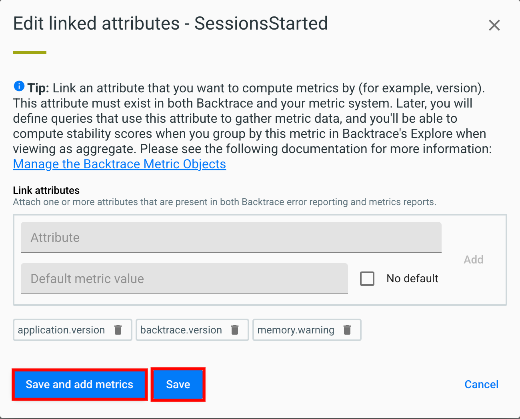 Edit linked attributes - SessionsStarted
Tip: Link an attribute that you want to compute metrics by (for example, version).
This attribute must exist in both Backtrace and your metric system. Later, you will
define queries that use this attribute to gather metric data, and you'll be able to
compute stability scores when you group by this metric in Backtrace's Explore when
viewing as aggregate. Please see the following documentation for more information:
Manage the Backtrace Metric Objects
Link attributes
Attach one or more attributes that are present in both Backtrace error reporting and metrics reports.
Attribute
Add
Default metric value
No default
application.version backtrace.version memory.warning
Save and add metrics Save Cancel